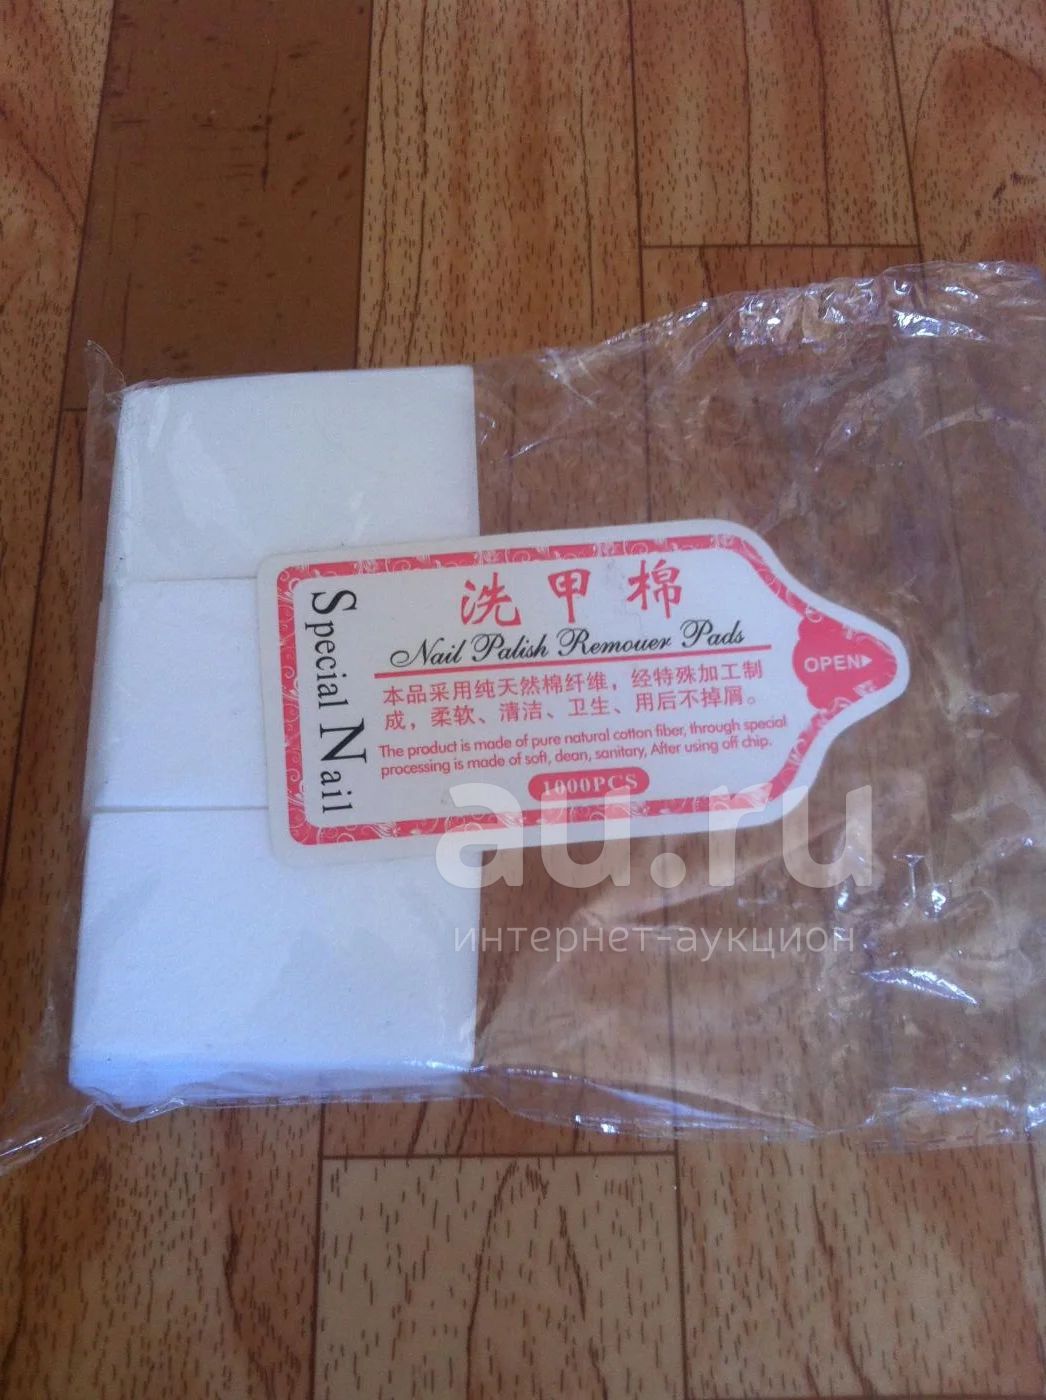 洗甲棉
Nail Palish Remouer Pads
Special Nail
本品采用纯天然棉纤维，经特殊加工制
成，柔软、清洁、卫生、用后不掉屑。
The product is made of pure natural cotton fiber, through special
processing is made of soft, dean, sanitary, After using off chip.
1000PCS
OPEN
au.ru
интернет-аукцион